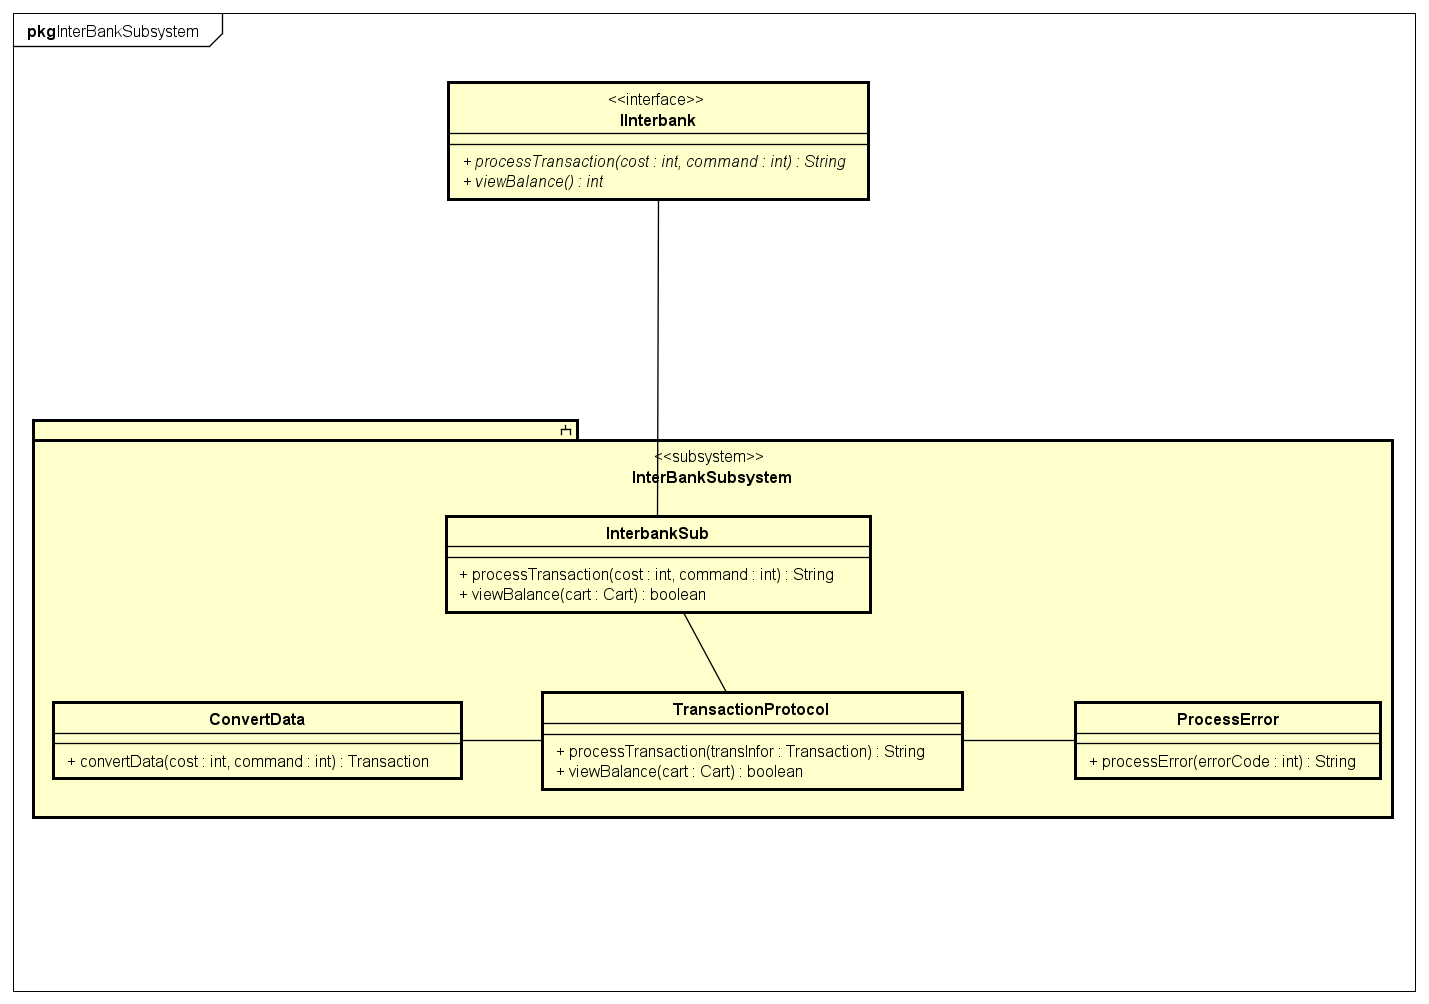 pkgInterBankSubsystem
<<interface>>
IInterbank
+ processTransaction(cost : int, command : int) : String
+ viewBalance() : int
<<subsystem>>
InterBankSubsystem
InterbankSub
+ processTransaction(cost : int, command : int) : String
+ viewBalance(cart : Cart) : boolean
ConvertData
+ convertData(cost : int, command : int) : Transaction
TransactionProtocol
+ processTransaction(transInfor : Transaction) : String
+ viewBalance(cart : Cart) : boolean
ProcessError
+ processError(errorCode : int) : String